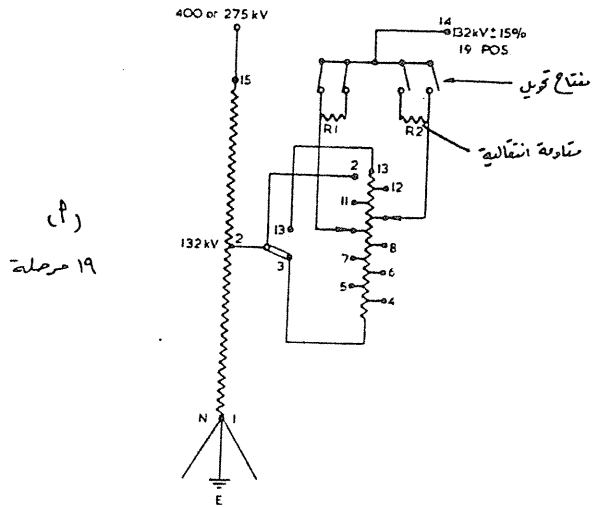 400 or 275 kV
14
132kV ± 15%
19 POS
15
مفتاح تحويل
R1
R2
مقاومة انتقالية
2
13
12
11
13
(أ)
132 kV
2
8
3
7
6
١٩ مرحلة
5
4
N
1
E